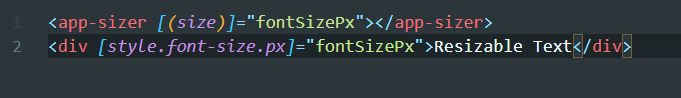 1 <app-sizer [(size)]="fontSizePx"></app-sizer>
2 <div [style.font-size.px]="fontSizePx">Resizable Text</div>